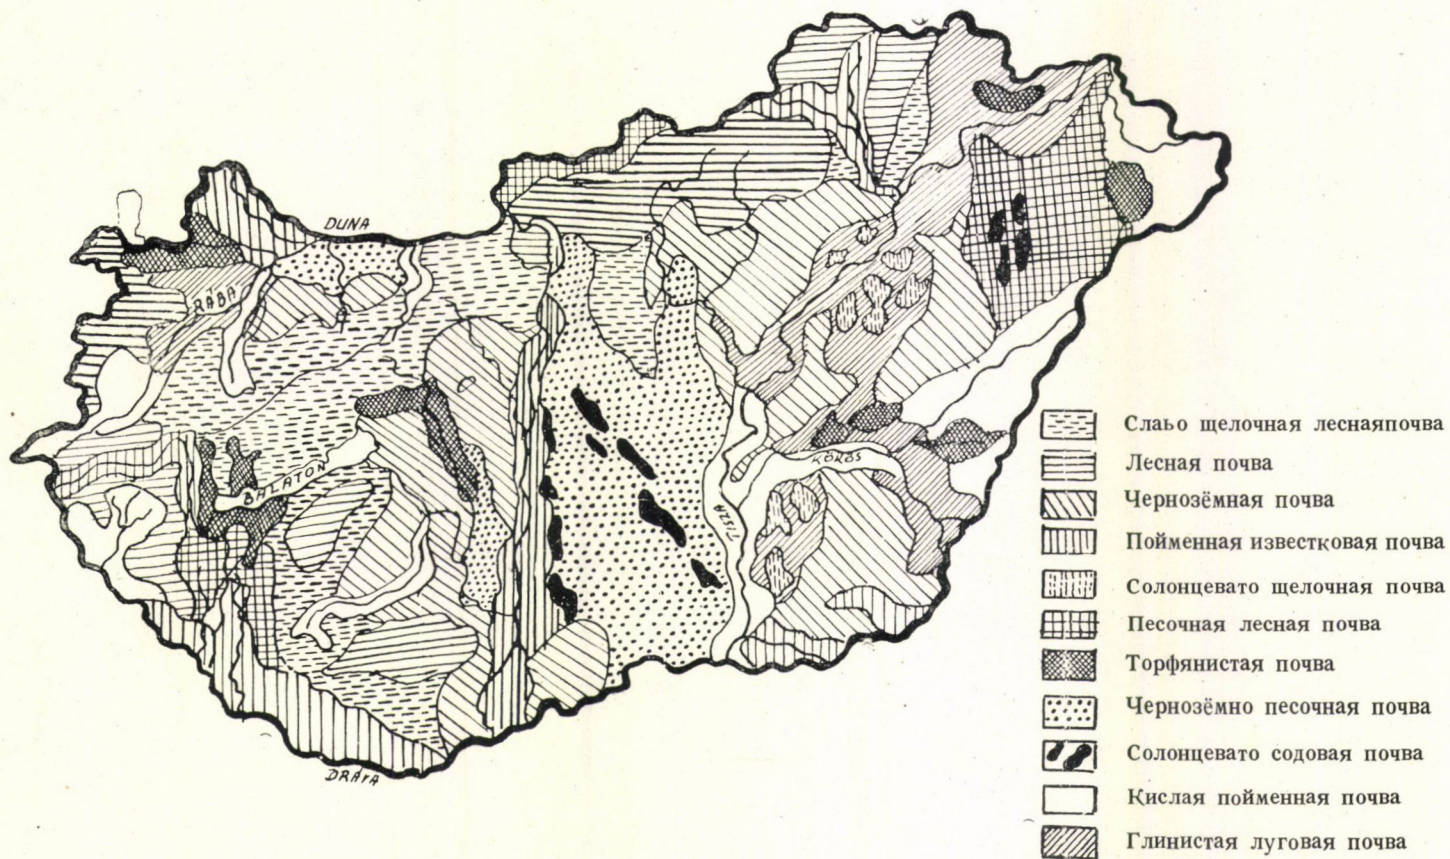 DUNA
RÁBA
BALATON
KÖRÖS
TISZA
DRÁVA
Слаьо щелочная леснаяпочва
Лесная почва
Чернозёмная почва
Пойменная известковая почва
Солонцевато щелочная почва
Песочная лесная почва
Торфянистая почва
Чернозёмно песочная почва
Солонцевато содовая почва
Кислая пойменная почва
Глинистая луговая почва